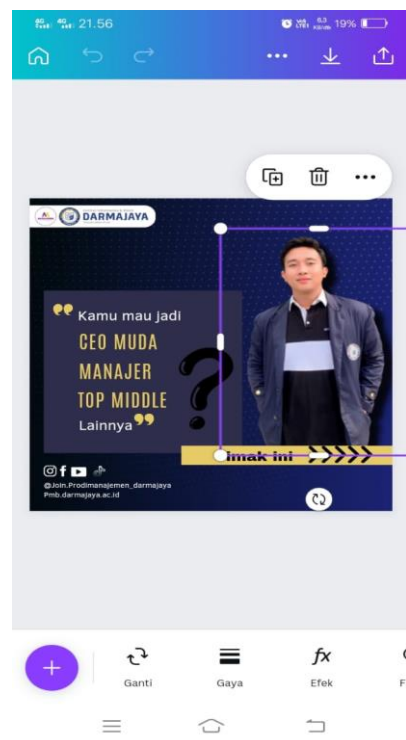 21.56
19%
DARMAJAYA
Kamu mau jadi
CEO MUDA
MANAJER
TOP MIDDLE
Lainnya
?
imak ini
@Join.Prodimanajemen_darmajaya
Pmb.darmajaya.ac.id
Ganti
Gaya
fx
Efek
F